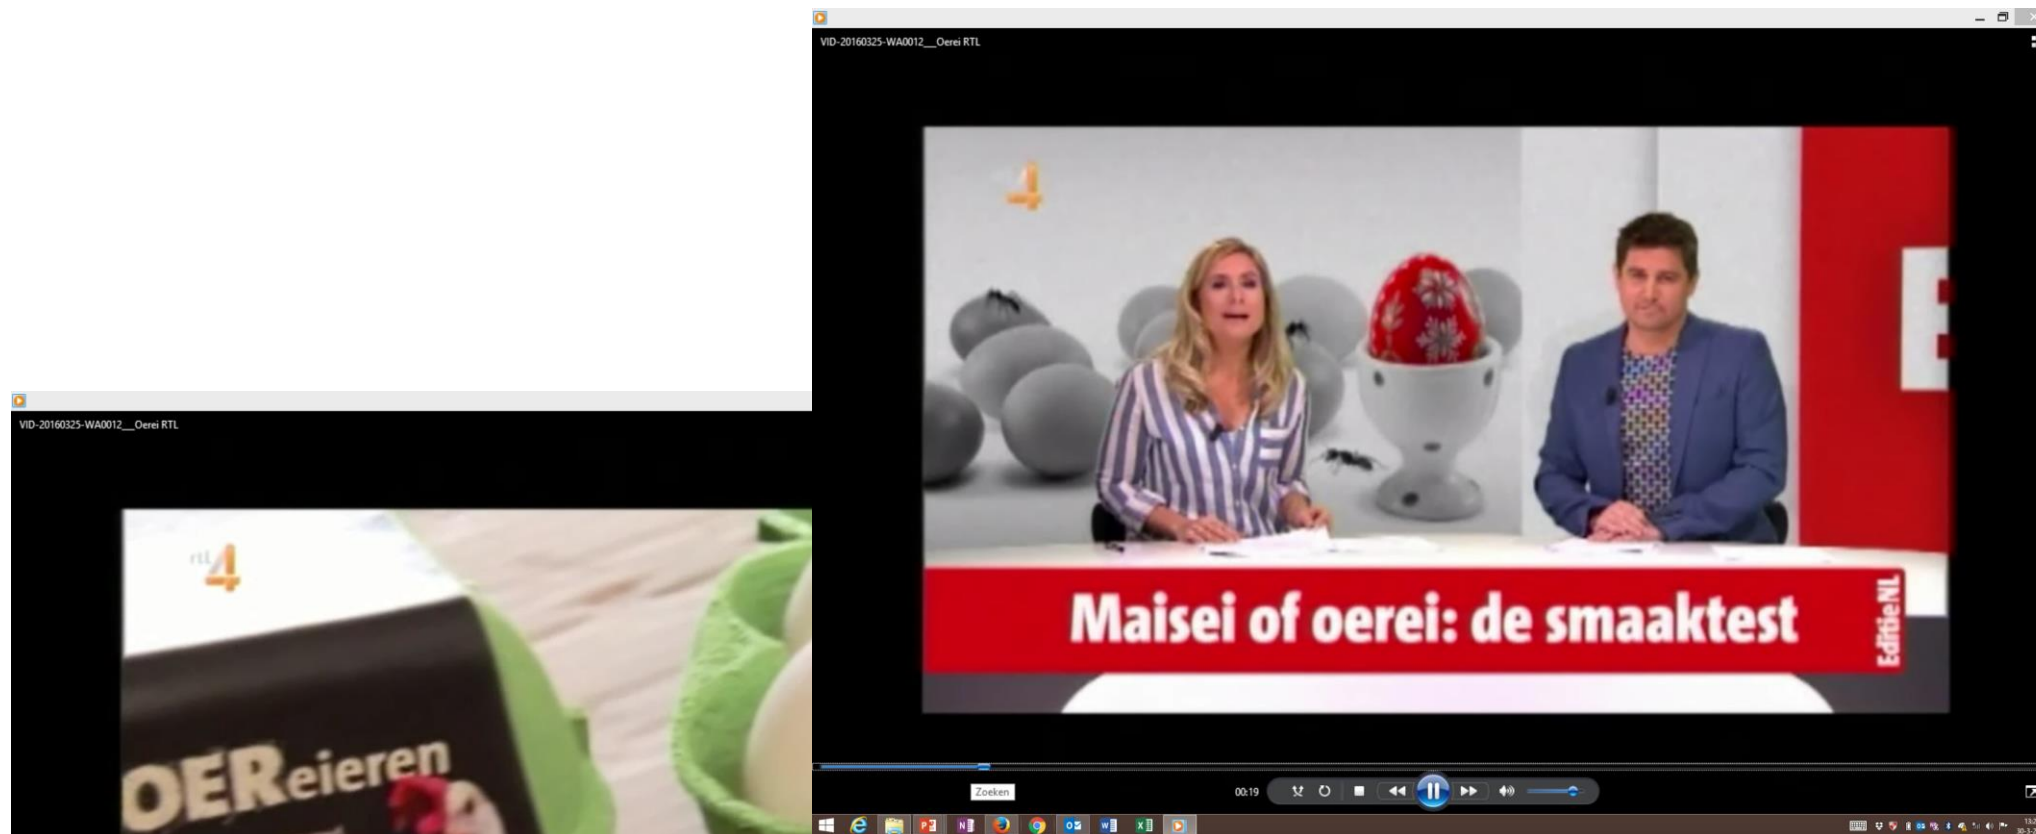 VID-20160325-WA0012__Oerei RTL
4
E
Maisei of oerei: de smaaktest
EditieNL
Zoeken
00:19
VID-20160325-WA0012__Oerei RTL
rtl 4
OEReieren